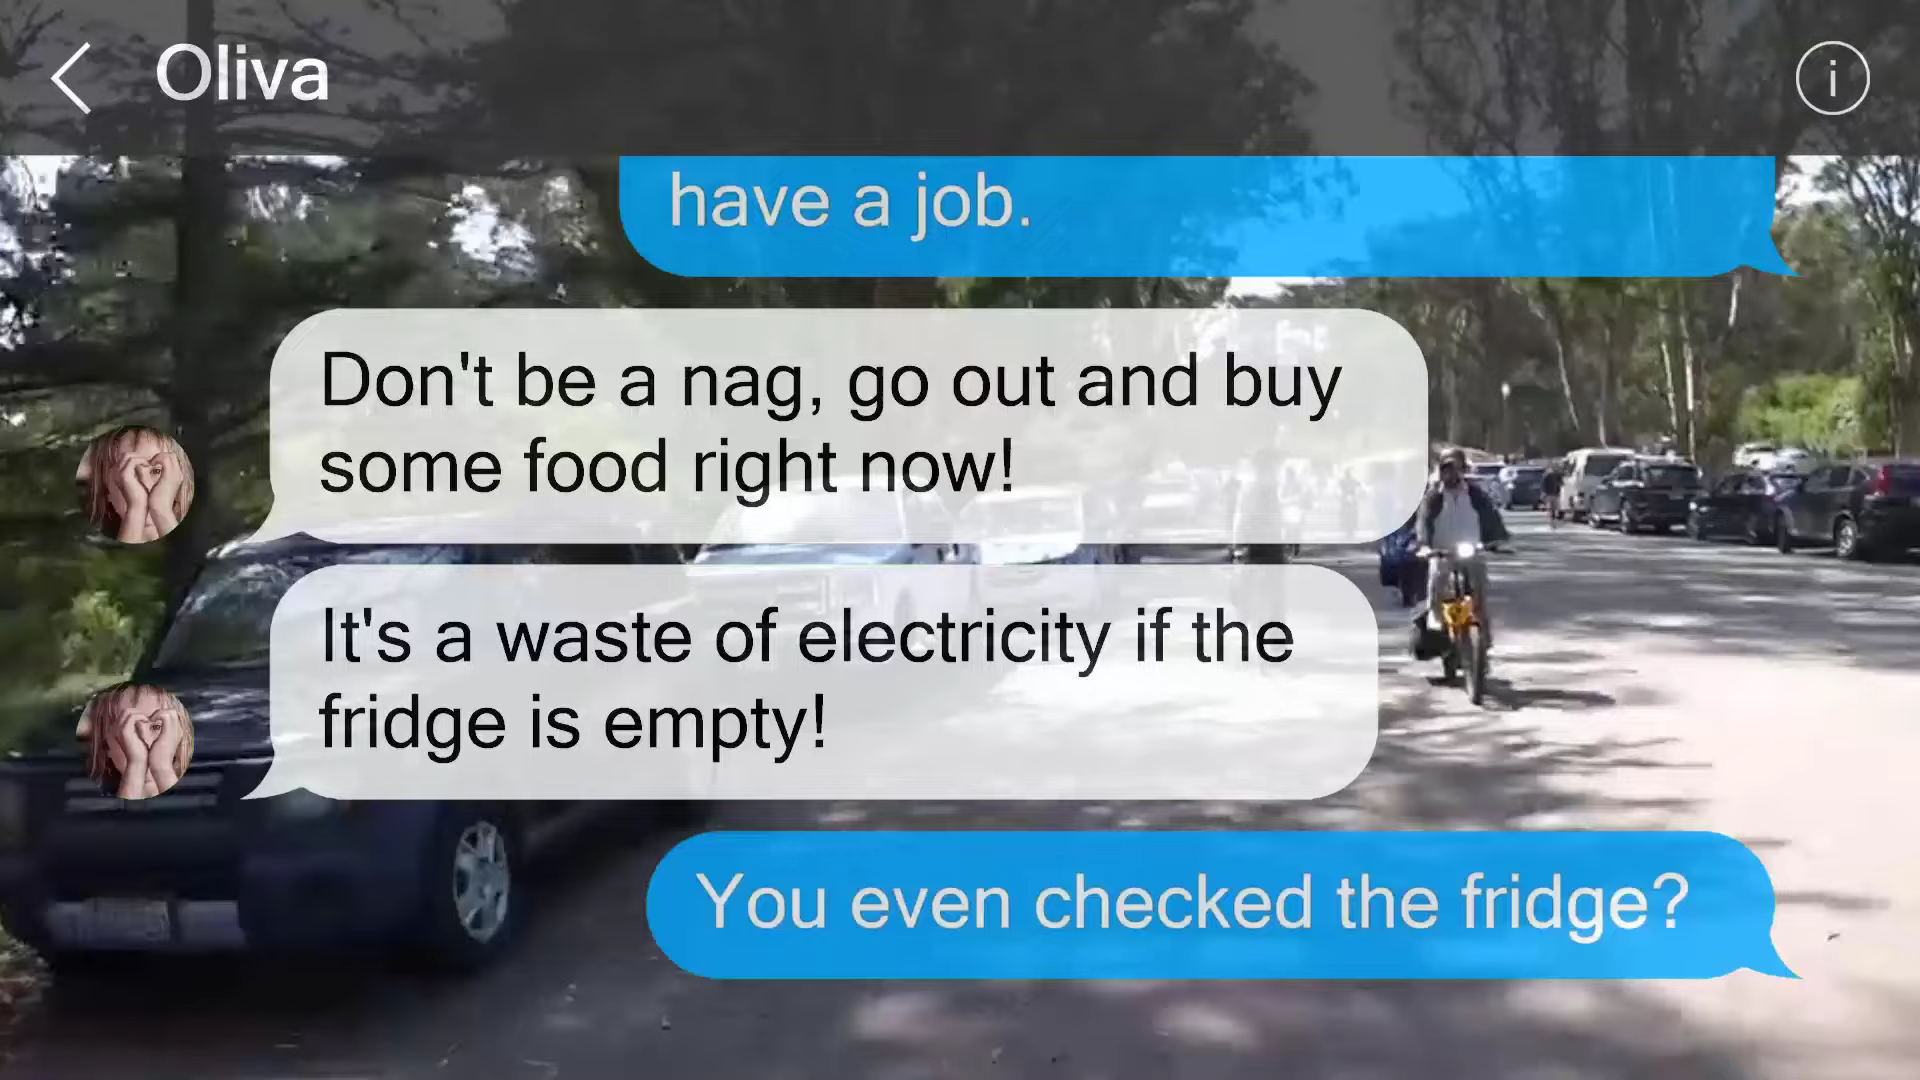 Oliva
have a job.
Don't be a nag, go out and buy
some food right now!
It's a waste of electricity if the
fridge is empty!
You even checked the fridge?